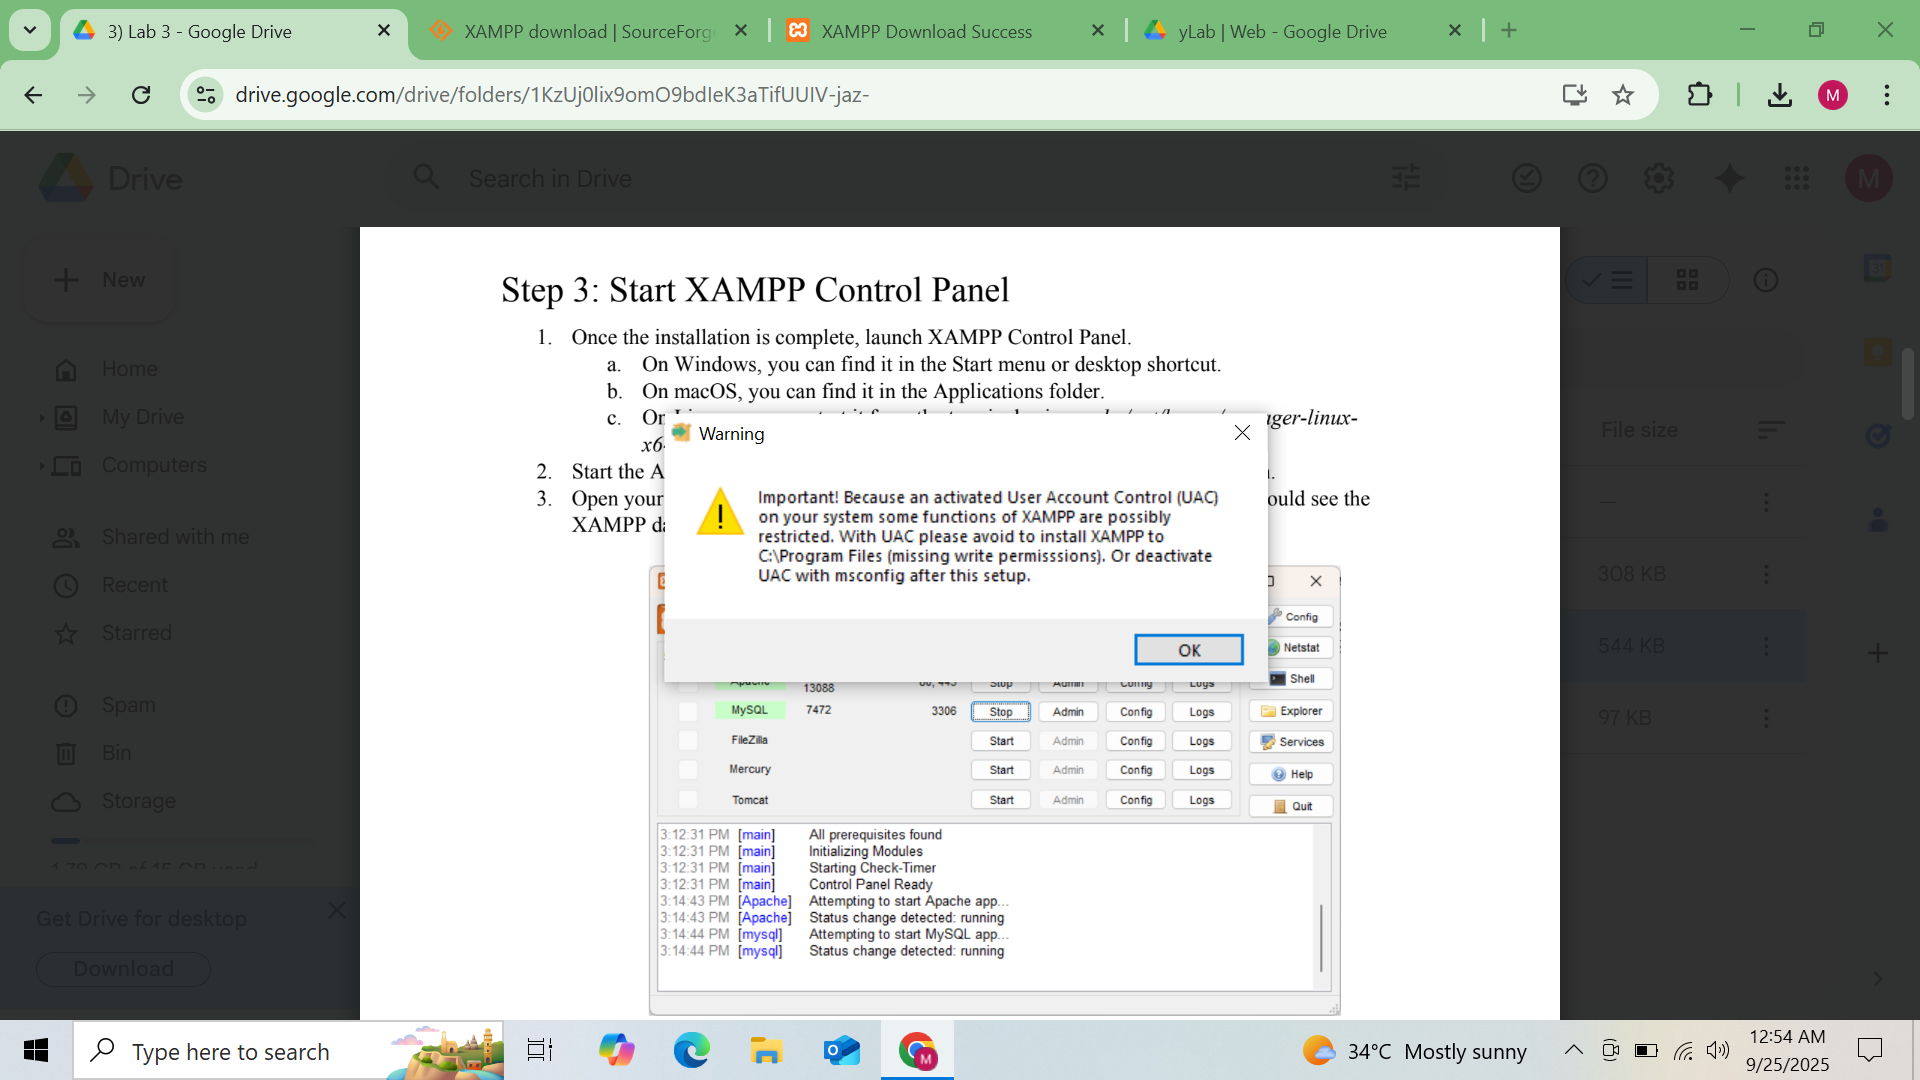 3) Lab 3 - Google Drive
XAMPP download | SourceForg
XAMPP Download Success
yLab | Web - Google Drive
drive.google.com/drive/folders/1KzUj0lix9omO9bdIeK3aTifUUIV-jaz-
M
Drive
Search in Drive
M
New
Home
My Drive
Computers
Shared with me
Recent
Starred
Spam
Bin
Storage
1.79 GB of 15 GB used
Get Drive for desktop
Download
File size
—
308 KB
544 KB
97 KB
31
Step 3: Start XAMPP Control Panel
1. Once the installation is complete, launch XAMPP Control Panel.
a. On Windows, you can find it in the Start menu or desktop shortcut.
b. On macOS, you can find it in the Applications folder.
c. On
ager-linux-
x6
2. Start the A
3. Open your
ould see the
XAMPP da
Warning
Important! Because an activated User Account Control (UAC)
on your system some functions of XAMPP are possibly
restricted. With UAC please avoid to install XAMPP to
C:\Program Files (missing write permisssions). Or deactivate
UAC with msconfig after this setup.
OK
Config
Netstat
Shell
Apache 13088 80, 443 Stop Admin Config Logs
MySQL 7472 3306 Stop Admin Config Logs Explorer
FileZilla Start Admin Config Logs Services
Mercury Start Admin Config Logs Help
Tomcat Start Admin Config Logs Quit
3:12:31 PM [main] All prerequisites found
3:12:31 PM [main] Initializing Modules
3:12:31 PM [main] Starting Check-Timer
3:12:31 PM [main] Control Panel Ready
3:14:43 PM [Apache] Attempting to start Apache app...
3:14:43 PM [Apache] Status change detected: running
3:14:44 PM [mysql] Attempting to start MySQL app...
3:14:44 PM [mysql] Status change detected: running
Type here to search
M
34°C Mostly sunny
12:54 AM
9/25/2025